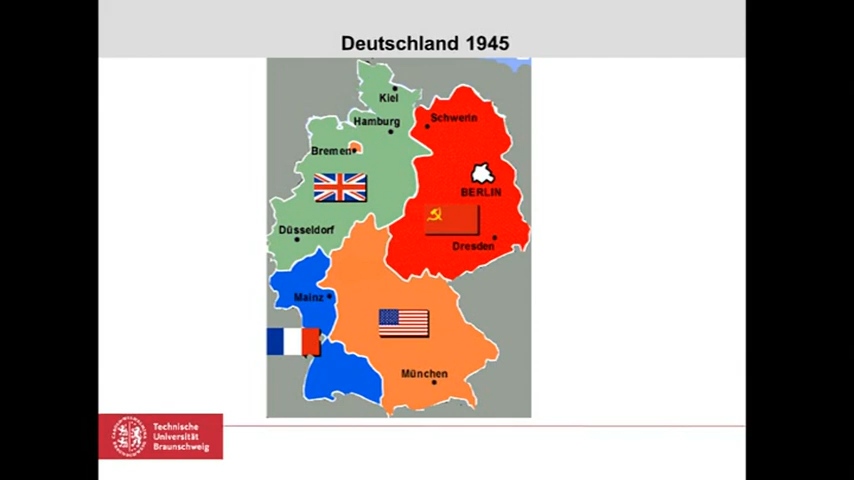 Deutschland 1945
Kiel
Hamburg
Schwerin
Bremen
BERLIN
Düsseldorf
Dresden
Mainz
München
Technische
Universität
Braunschweig